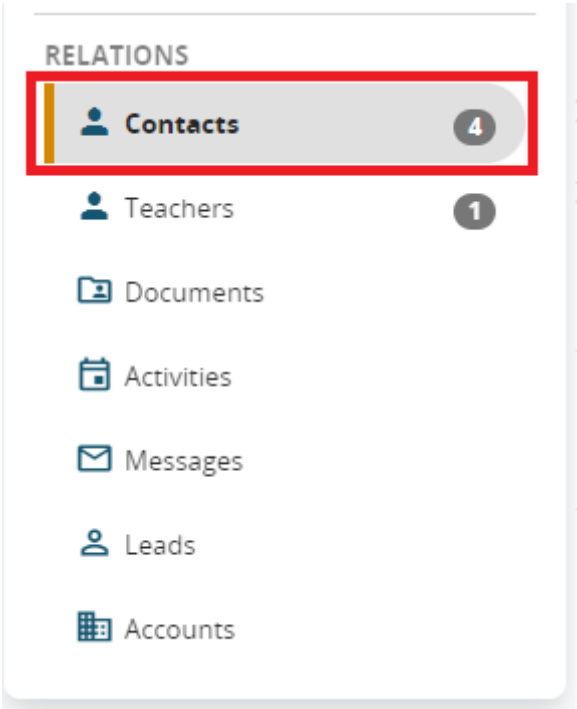 RELATIONS
Contacts 4
Teachers 1
Documents
Activities
Messages
Leads
Accounts